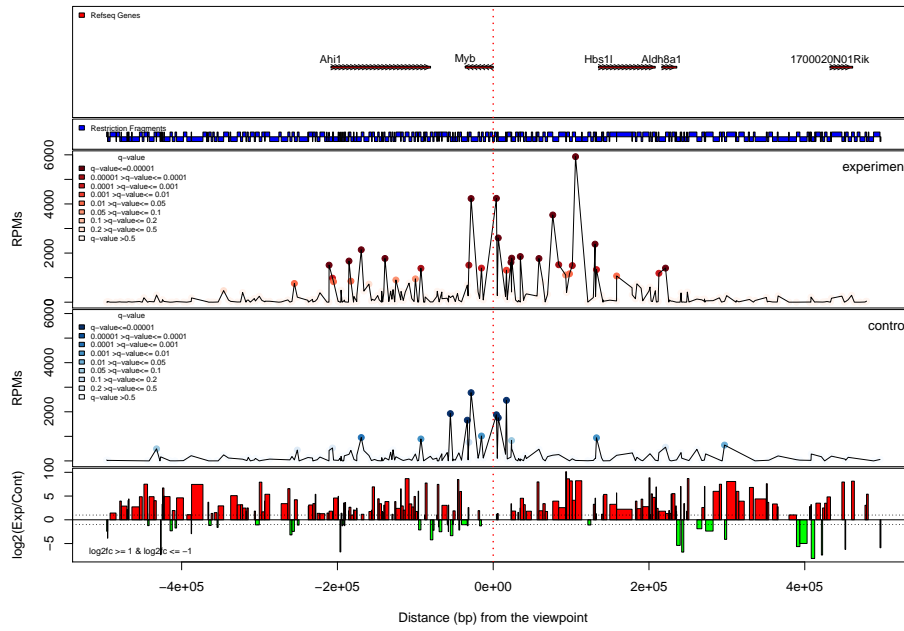 Refseq Genes
Ahi1
Myb
Hbs1l
Aldh8a1
1700020N01Rik
Restriction Fragments
experimen
q−value
q−value<=0.00001
0.00001 >q−value<= 0.0001
0.0001 >q−value<= 0.001
0.001 >q−value<= 0.01
0.01 >q−value<= 0.05
0.05 >q−value<= 0.1
0.1 >q−value<= 0.2
0.2 >q−value<= 0.5
q−value >0.5
RPMs
6000
4000
2000
0
contro
q−value
q−value<=0.00001
0.00001 >q−value<= 0.0001
0.0001 >q−value<= 0.001
0.001 >q−value<= 0.01
0.01 >q−value<= 0.05
0.05 >q−value<= 0.1
0.1 >q−value<= 0.2
0.2 >q−value<= 0.5
q−value >0.5
RPMs
6000
4000
2000
0
log2(Exp/Cont)
10
5
0
−5
log2fc >= 1 & log2fc <= −1
−4e+05
−2e+05
0e+00
2e+05
4e+05
Distance (bp) from the viewpoint